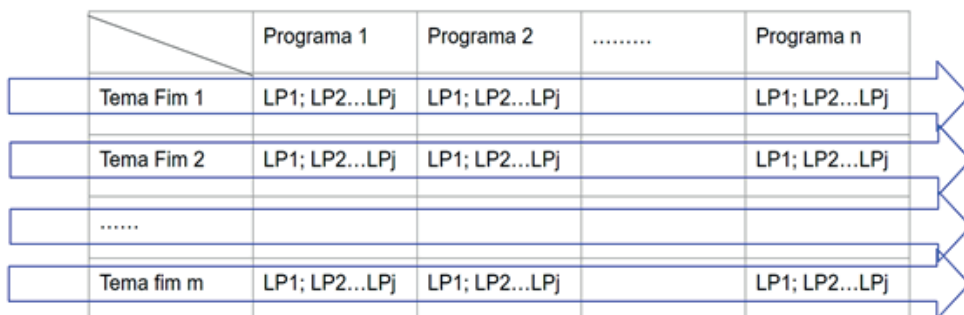 Programa 1 Programa 2 ......... Programa n
Tema Fim 1 LP1; LP2...LPj LP1; LP2...LPj LP1; LP2...LPj
Tema Fim 2 LP1; LP2...LPj LP1; LP2...LPj LP1; LP2...LPj
......
Tema fim m LP1; LP2...LPj LP1; LP2...LPj LP1; LP2...LPj